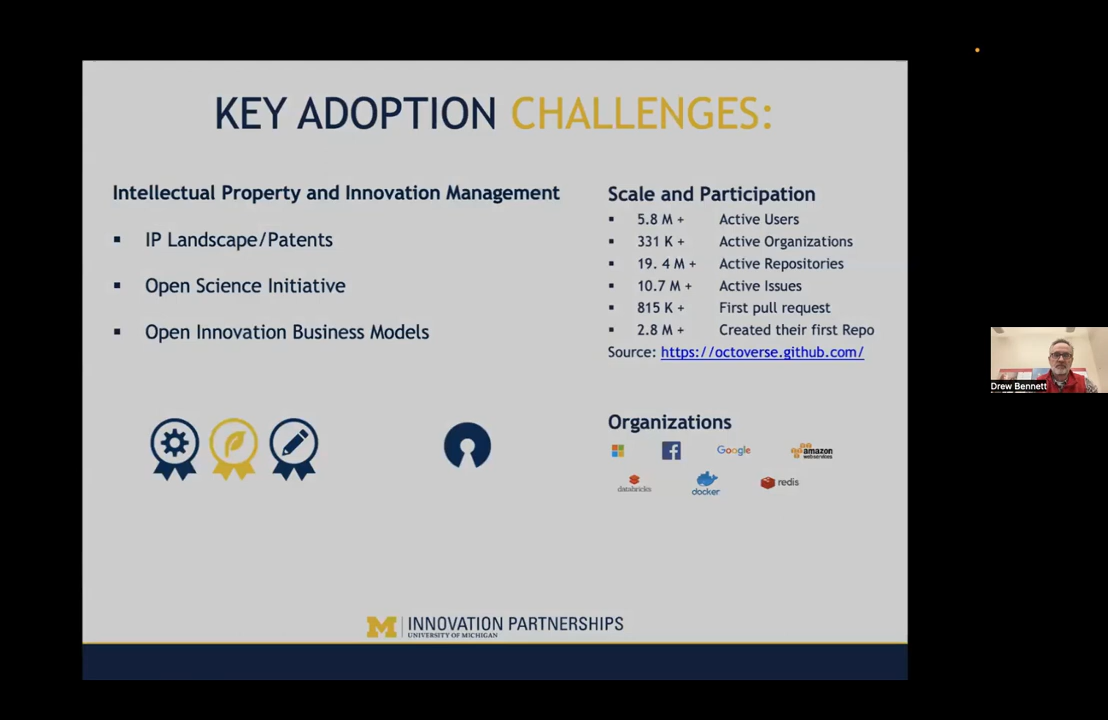 KEY ADOPTION CHALLENGES:
Intellectual Property and Innovation Management
▪ IP Landscape/Patents
▪ Open Science Initiative
▪ Open Innovation Business Models
Scale and Participation
▪ 5.8 M + Active Users
▪ 331 K + Active Organizations
▪ 19. 4 M + Active Repositories
▪ 10.7 M + Active Issues
▪ 815 K + First pull request
▪ 2.8 M + Created their first Repo
Source: https://octoverse.github.com/
Organizations
Google
amazon
webservices
databricks
docker
redis
Drew Bennett
M INNOVATION PARTNERSHIPS
UNIVERSITY OF MICHIGAN